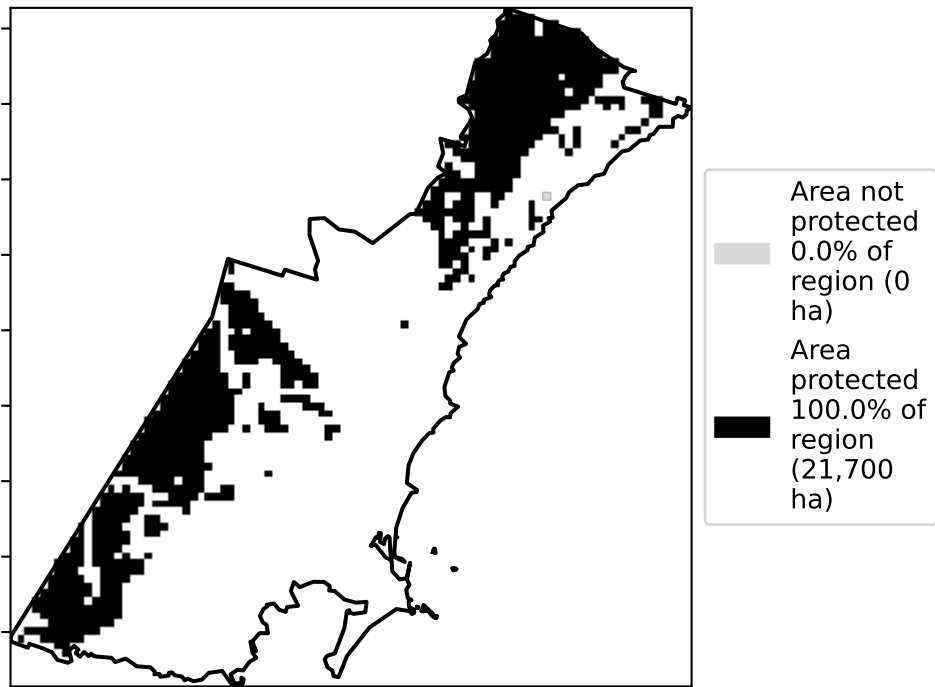 Area not
protected
0.0% of
region (0
ha)
Area
protected
100.0% of
region
(21,700
ha)